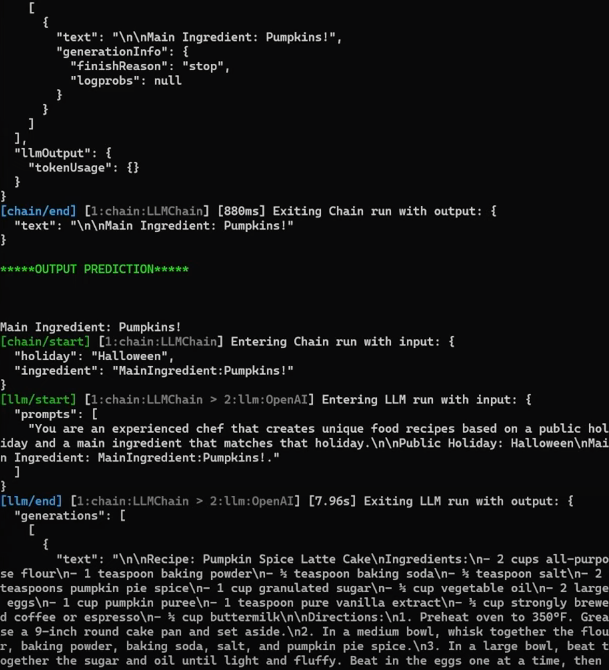 [
      {
        "text": "\n\nMain Ingredient: Pumpkins!",
        "generationInfo": {
          "finishReason": "stop",
          "logprobs": null
        }
      }
    ]
  ],
  "llmOutput": {
    "tokenUsage": {}
  }
}
[chain/end] [1:chain:LLMChain] [880ms] Exiting Chain run with output: {
  "text": "\n\nMain Ingredient: Pumpkins!"
}
*****OUTPUT PREDICTION*****
Main Ingredient: Pumpkins!
[chain/start] [1:chain:LLMChain] Entering Chain run with input: {
  "holiday": "Halloween",
  "ingredient": "MainIngredient:Pumpkins!"
}
[llm/start] [1:chain:LLMChain > 2:llm:OpenAI] Entering LLM run with input: {
  "prompts": [
    "You are an experienced chef that creates unique food recipes based on a public hol
iday and a main ingredient that matches that holiday.\n\nPublic Holiday: Halloween\nMai
n Ingredient: MainIngredient:Pumpkins!."
  ]
}
[llm/end] [1:chain:LLMChain > 2:llm:OpenAI] [7.96s] Exiting LLM run with output: {
  "generations": [
    [
      {
        "text": "\n\nRecipe: Pumpkin Spice Latte Cake\nIngredients:\n- 2 cups all-purpo
se flour\n- 1 teaspoon baking powder\n- ½ teaspoon baking soda\n- ½ teaspoon salt\n- 2
teaspoons pumpkin pie spice\n- 1 cup granulated sugar\n- ½ cup vegetable oil\n- 2 large
 eggs\n- 1 cup pumpkin puree\n- 1 teaspoon pure vanilla extract\n- ½ cup strongly brewe
d coffee or espresso\n- ½ cup buttermilk\n\nDirections:\n1. Preheat oven to 350°F. Grea
se a 9-inch round cake pan and set aside.\n2. In a medium bowl, whisk together the flou
r, baking powder, baking soda, salt, and pumpkin pie spice.\n3. In a large bowl, beat t
ogether the sugar and oil until light and fluffy. Beat in the eggs one at a time, then